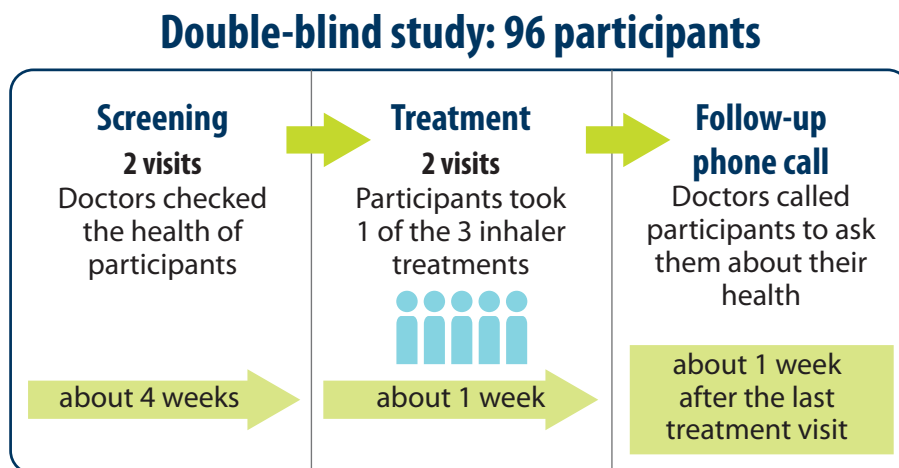 Double-blind study: 96 participants
Screening
2 visits
Doctors checked
the health of
participants
about 4 weeks
Treatment
2 visits
Participants took
1 of the 3 inhaler
treatments
about 1 week
Follow-up
phone call
Doctors called
participants to ask
them about their
health
about 1 week
after the last
treatment visit